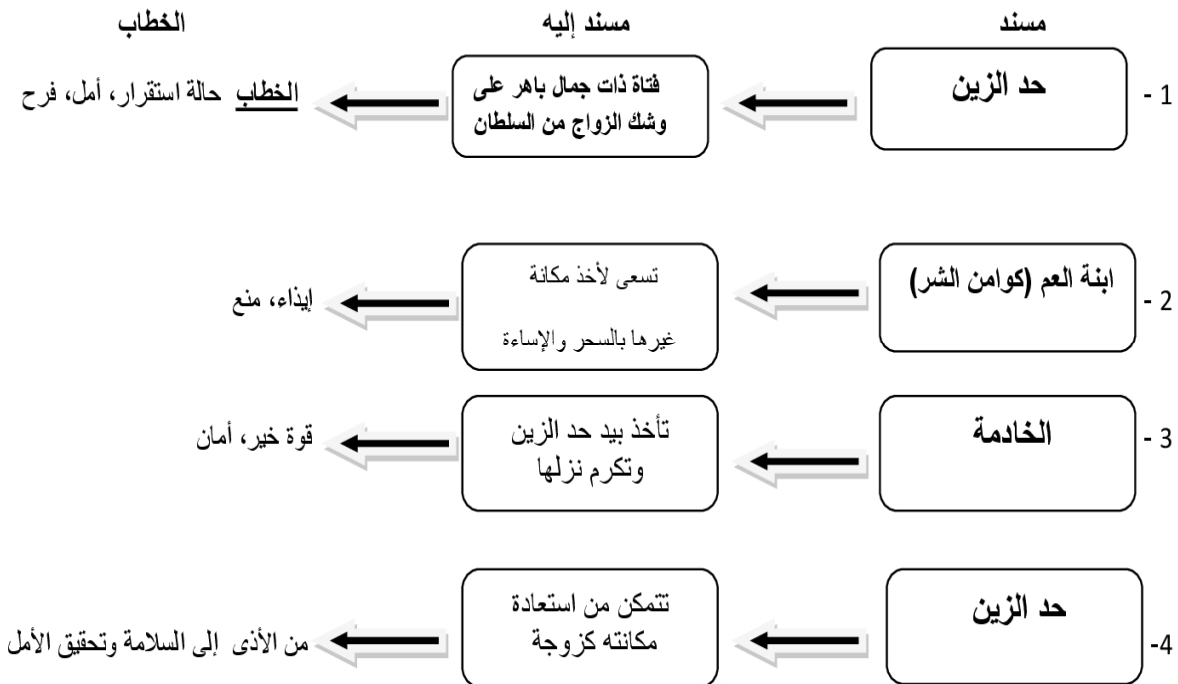 مسند
مسند إليه
الخطاب
1 -
حد الزين
فتاة ذات جمال باهر على
وشك الزواج من السلطان
الخطاب حالة استقرار، أمل، فرح
2 -
ابنة العم (كوامن الشر)
تسعى لأخذ مكانة
غيرها بالسحر والإساءة
إيذاء، منع
3 -
الخادمة
تأخذ بيد حد الزين
وتكرم نزلها
قوة خير، أمان
4-
حد الزين
تتمكن من استعادة
مكانته كزوجة
من الأذى إلى السلامة وتحقيق الأمل